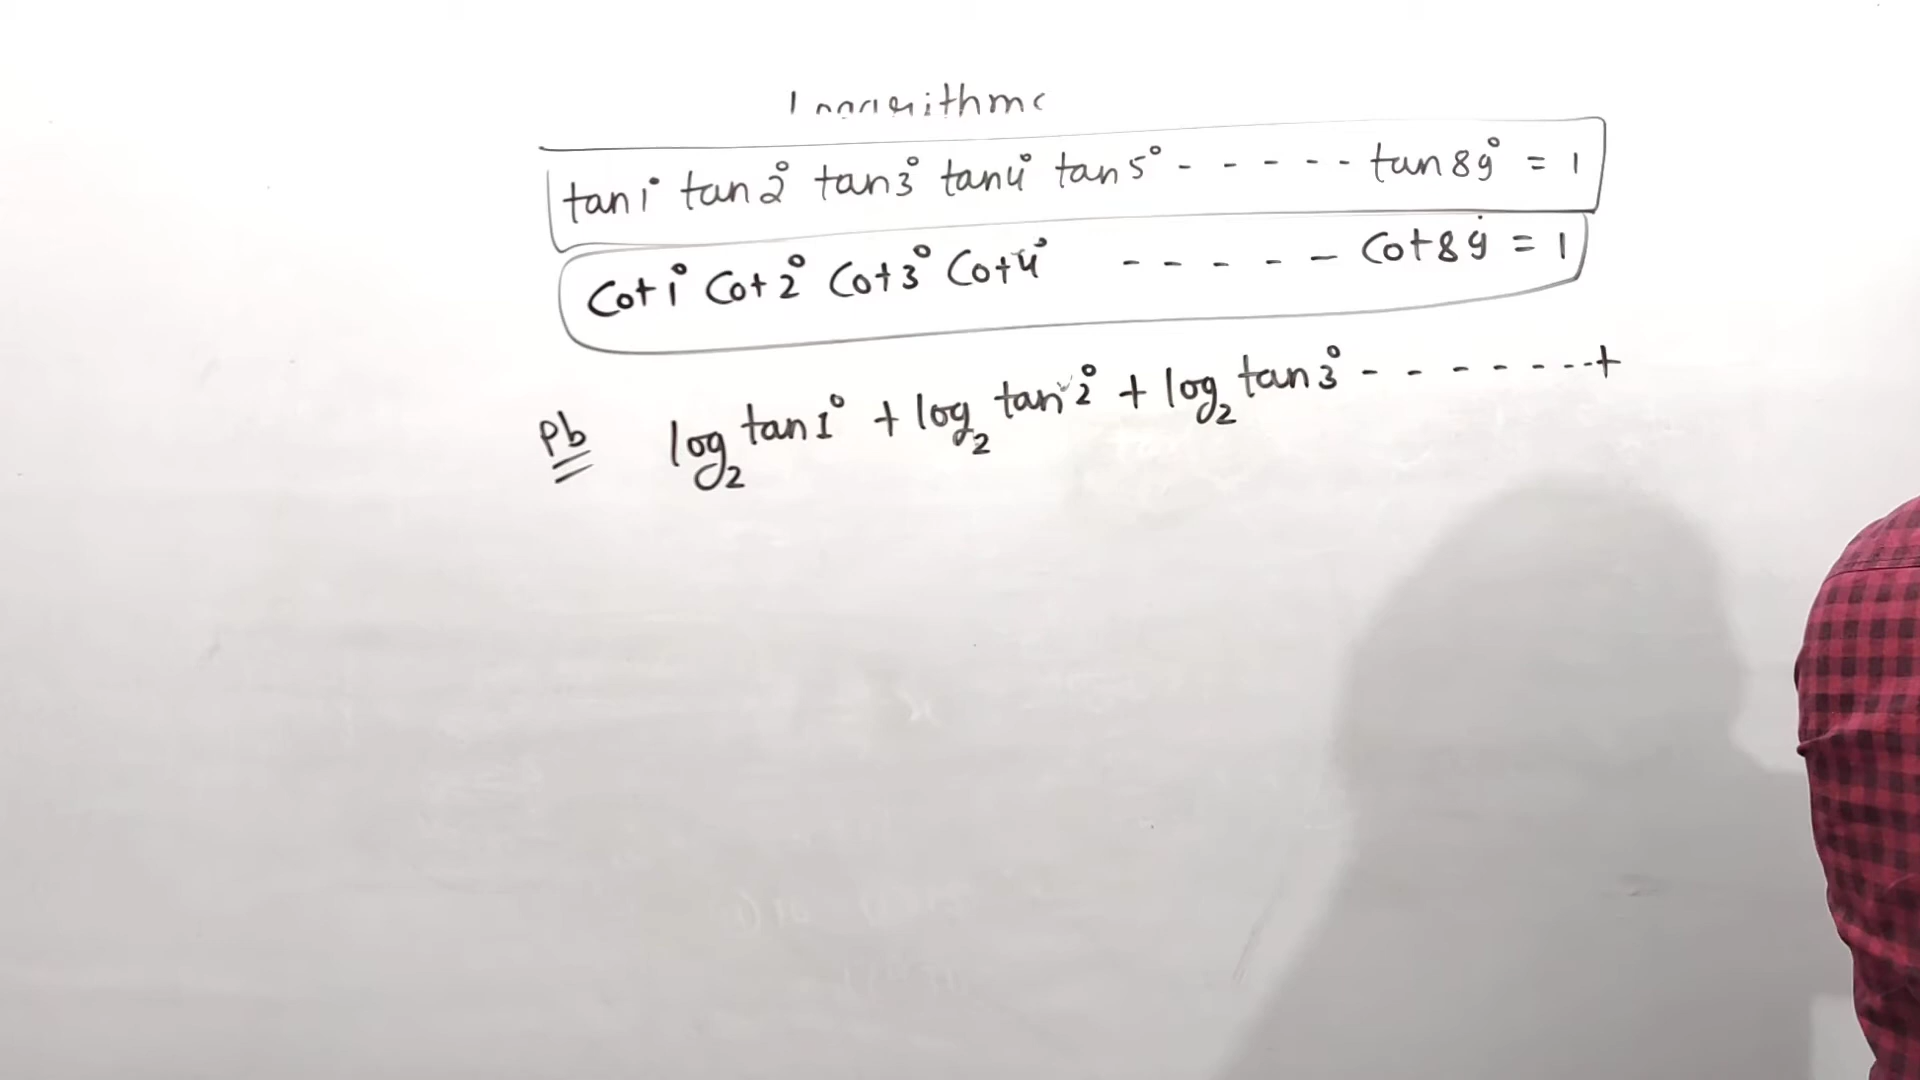 tan1° tan2° tan3° tan4° tan5° - - - - - tan89° = 1
Cot1° Cot2° Cot3° Cot4° - - - - - - Cot89° = 1
Pb log₂ tan1° + log₂ tan2° + log₂ tan3° - - - - - - - - +